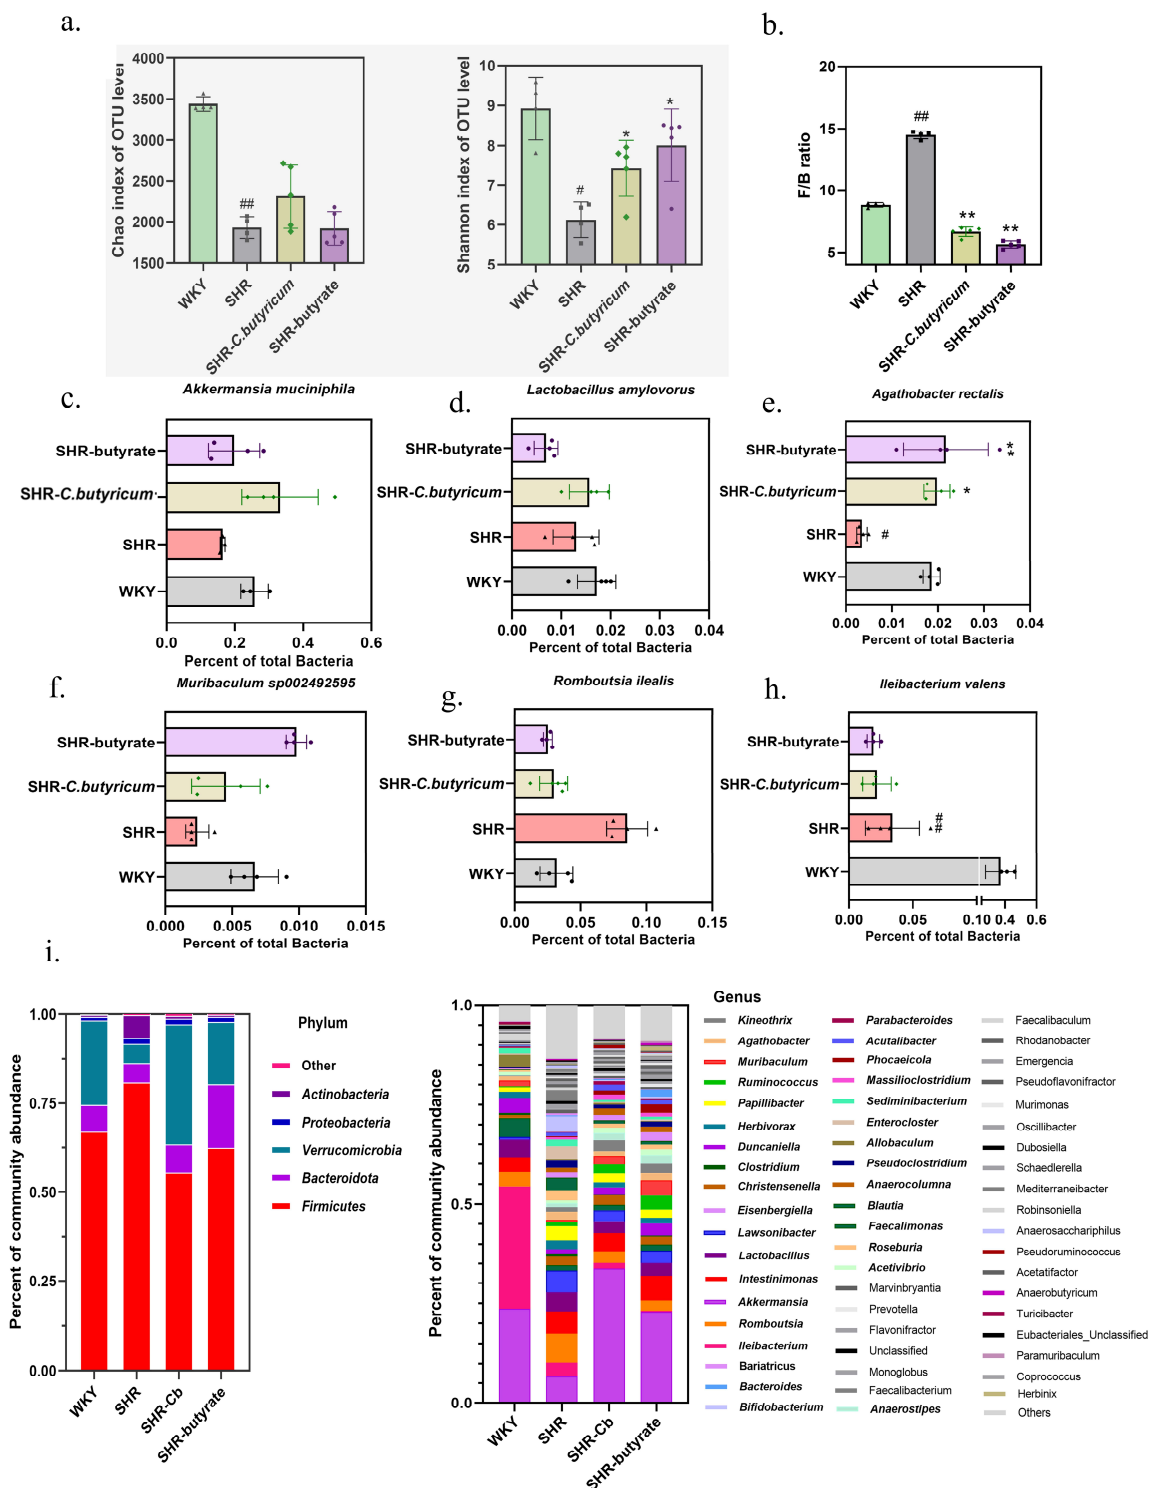 a.
b.
Chao index of OTU level
4000
3500
3000
2500
2000
1500
##
WKY
SHR
SHR-C.butyricum
SHR-butyrate
Shannon index of OTU level
10
9
8
7
6
5
#
*
*
WKY
SHR
SHR-C.butyricum
SHR-butyrate
F/B ratio
20
15
10
5
##
**
**
WKY
SHR
SHR-C.butyricum
SHR-butyrate
c.
Akkermansia muciniphila
SHR-butyrate
SHR-C.butyricum
SHR
WKY
0.0 0.2 0.4 0.6
Percent of total Bacteria
d.
Lactobacillus amylovorus
SHR-butyrate
SHR-C.butyricum
SHR
WKY
0.00 0.01 0.02 0.03 0.04
Percent of total Bacteria
e.
Agathobacter rectalis
SHR-butyrate
**
SHR-C.butyricum
*
SHR
#
WKY
0.00 0.01 0.02 0.03 0.04
Percent of total Bacteria
f.
Muribaculum sp002492595
SHR-butyrate
SHR-C.butyricum
SHR
WKY
0.000 0.005 0.010 0.015
Percent of total Bacteria
g.
Romboutsia ilealis
SHR-butyrate
SHR-C.butyricum
SHR
WKY
0.00 0.05 0.10 0.15
Percent of total Bacteria
h.
Ileibacterium valens
SHR-butyrate
SHR-C.butyricum
SHR
##
WKY
0.00 0.05 0.10 0.4 0.6
Percent of total Bacteria
i.
Percent of community abundance
1.00
0.75
0.50
0.25
0.00
WKY
SHR
SHR-Cb
SHR-butyrate
Phylum
Other
Actinobacteria
Proteobacteria
Verrucomicrobia
Bacteroidota
Firmicutes
Percent of community abundance
1.0
0.5
0.0
WKY
SHR
SHR-Cb
SHR-butyrate
Genus
Kineothrix
Agathobacter
Muribaculum
Ruminococcus
Papillibacter
Herbivorax
Duncaniella
Clostridium
Christensenella
Eisenbergiella
Lawsonibacter
Lactobacillus
Intestinimonas
Akkermansia
Romboutsia
Ileibacterium
Bariatricus
Bacteroides
Bifidobacterium
Parabacteroides
Acutalibacter
Phocaeicola
Massilioclostridium
Sediminibacterium
Enterocloster
Allobaculum
Pseudoclostridium
Anaerocolumna
Blautia
Faecalimonas
Roseburia
Acetivibrio
Marvinbryantia
Prevotella
Flavonifractor
Unclassified
Monoglobus
Faecalibacterium
Anaerostipes
Faecalibaculum
Rhodanobacter
Emergencia
Pseudoflavonifractor
Murimonas
Oscillibacter
Dubosiella
Schaedlerella
Mediterraneibacter
Robinsoniella
Anaerosacchariphilus
Pseudoruminococcus
Acetatifactor
Anaerobutyricum
Turicibacter
Eubacteriales_Unclassified
Paramuribaculum
Coprococcus
Herbinix
Others